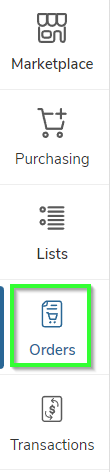 Marketplace
Purchasing
Lists
Orders
Transactions